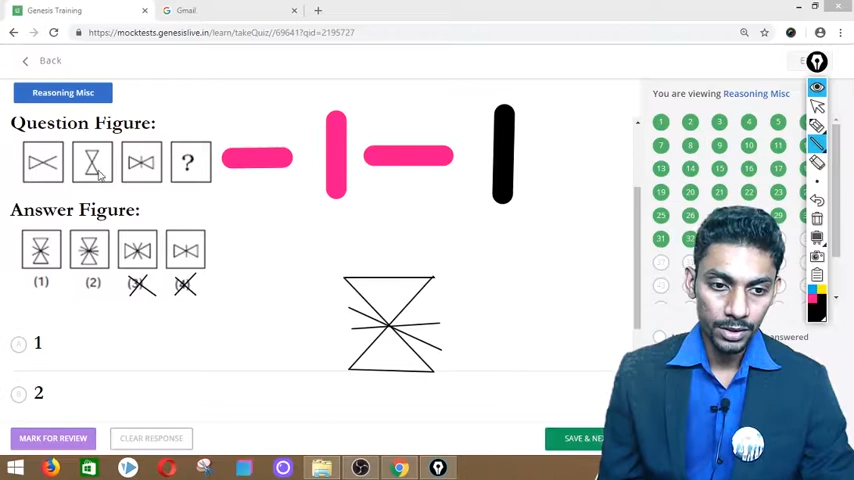 Genesis Training
Gmail
https://mocktests.genesislive.in/learn/takeQuiz//69641?qid=2195727
Back
Reasoning Misc
Question Figure:
?
Answer Figure:
(1) (2) (3) (4)
A 1
B 2
MARK FOR REVIEW
CLEAR RESPONSE
SAVE & NE
You are viewing Reasoning Misc
1 2 3 4 5
7 8 9 10 11
13 14 15 16 17
19 20 21 22 23
25 26 29
31 32
answered